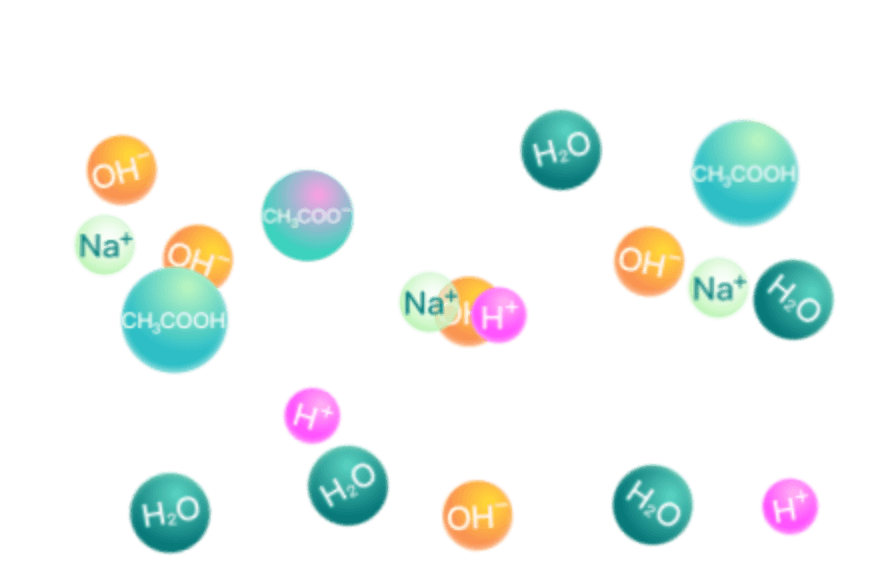 H₂O
CH₃COOH
OH⁻
CH₃COO⁻
Na⁺
OH⁻
OH⁻
Na⁺
H₂O
CH₃COOH
Na⁺
H⁺
H⁺
H₂O
H₂O
OH⁻
H₂O
H⁺